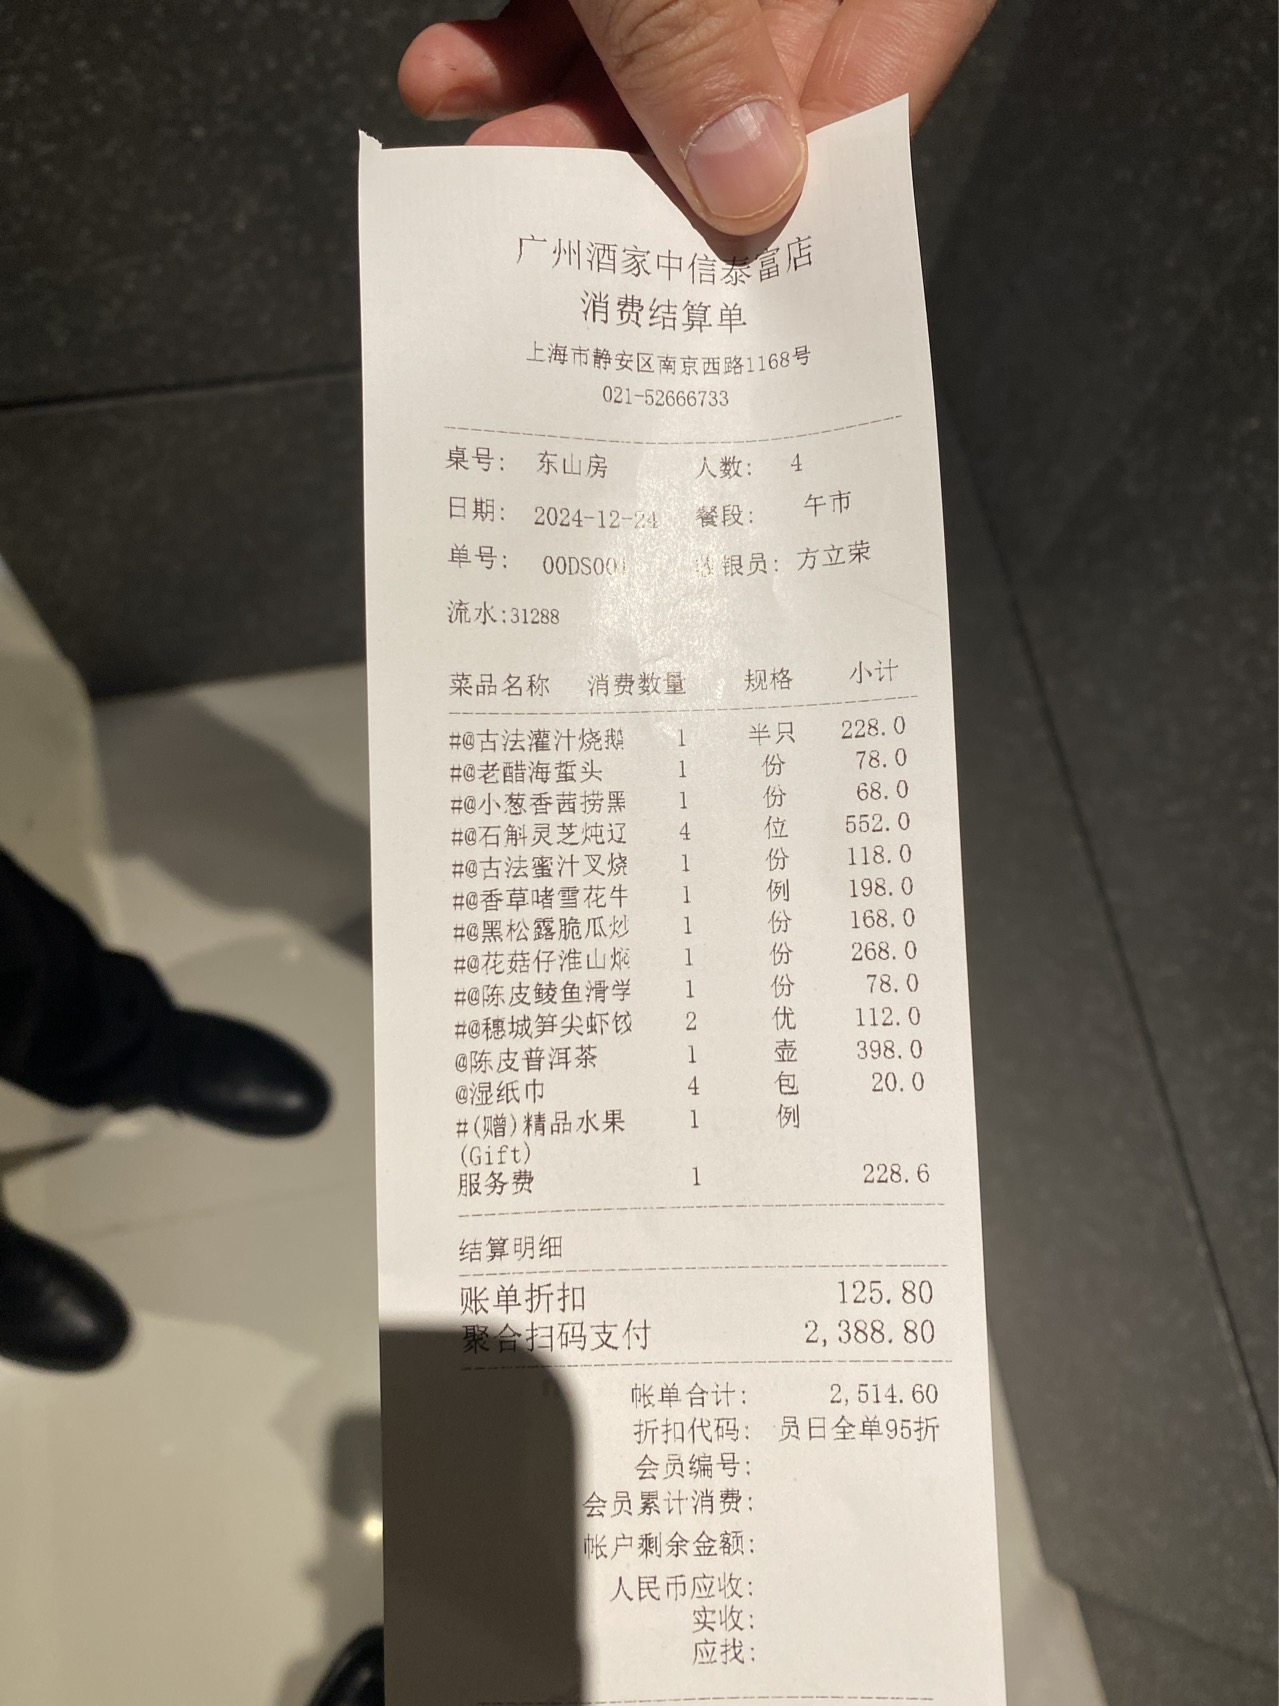 广州酒家中信泰富店
消费结算单
上海市静安区南京西路1168号
021-52666733
桌号: 东山房 人数: 4
日期: 2024-12-24 餐段: 午市
单号: 00DS00 银员: 方立荣
流水:31288
菜品名称 消费数量 规格 小计
#@古法灌汁烧鹅 1 半只 228.0
#@老醋海蜇头 1 份 78.0
#@小葱香茜捞黑 1 份 68.0
#@石斛灵芝炖辽 4 位 552.0
#@古法蜜汁叉烧 1 份 118.0
#@香草啫雪花牛 1 例 198.0
#@黑松露脆瓜炒 1 份 168.0
#@花菇仔淮山焖 1 份 268.0
#@陈皮鲮鱼滑学 1 份 78.0
#@穗城笋尖虾饺 2 优 112.0
@陈皮普洱茶 1 壶 398.0
@湿纸巾 4 包 20.0
#(赠)精品水果 1 例
(Gift)
服务费 1 228.6
结算明细
账单折扣 125.80
聚合扫码支付 2,388.80
帐单合计: 2,514.60
折扣代码: 员日全单95折
会员编号:
会员累计消费:
帐户剩余金额:
人民币应收:
实收:
应找: